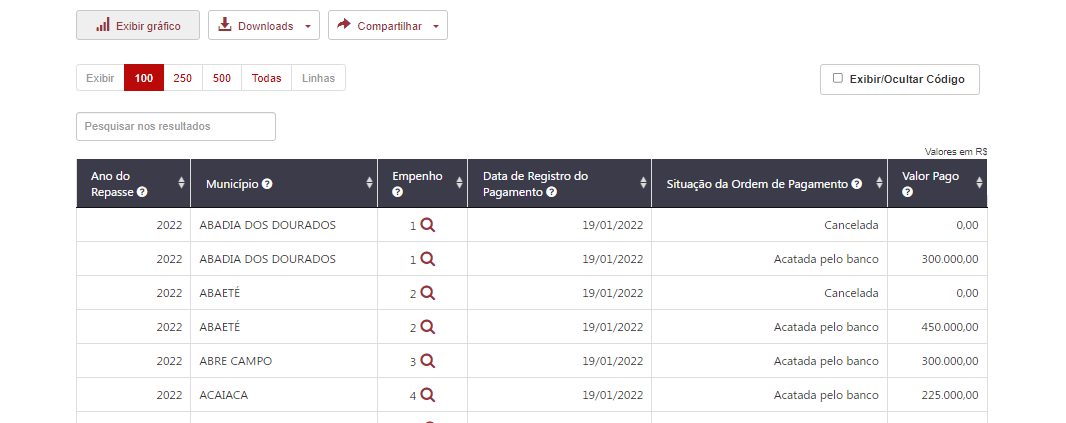 Exibir gráfico Downloads Compartilhar
Exibir 100 250 500 Todas Linhas
Exibir/Ocultar Código
Pesquisar nos resultados
Valores em R$
Ano do Repasse Município Empenho Data de Registro do Pagamento Situação da Ordem de Pagamento Valor Pago
2022 ABADIA DOS DOURADOS 1 19/01/2022 Cancelada 0,00
2022 ABADIA DOS DOURADOS 1 19/01/2022 Acatada pelo banco 300.000,00
2022 ABAETÉ 2 19/01/2022 Cancelada 0,00
2022 ABAETÉ 2 19/01/2022 Acatada pelo banco 450.000,00
2022 ABRE CAMPO 3 19/01/2022 Acatada pelo banco 300.000,00
2022 ACAIACA 4 19/01/2022 Acatada pelo banco 225.000,00